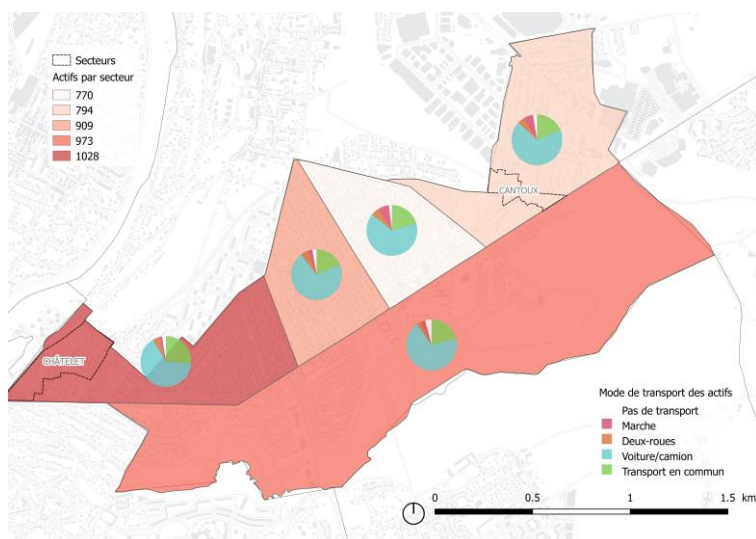 Secteurs
Actifs par secteur
770
794
909
973
1028
CANTOUX
CHÂTELET
Mode de transport des actifs
Pas de transport
Marche
Deux-roues
Voiture/camion
Transport en commun
0 0.5 1 1.5 km